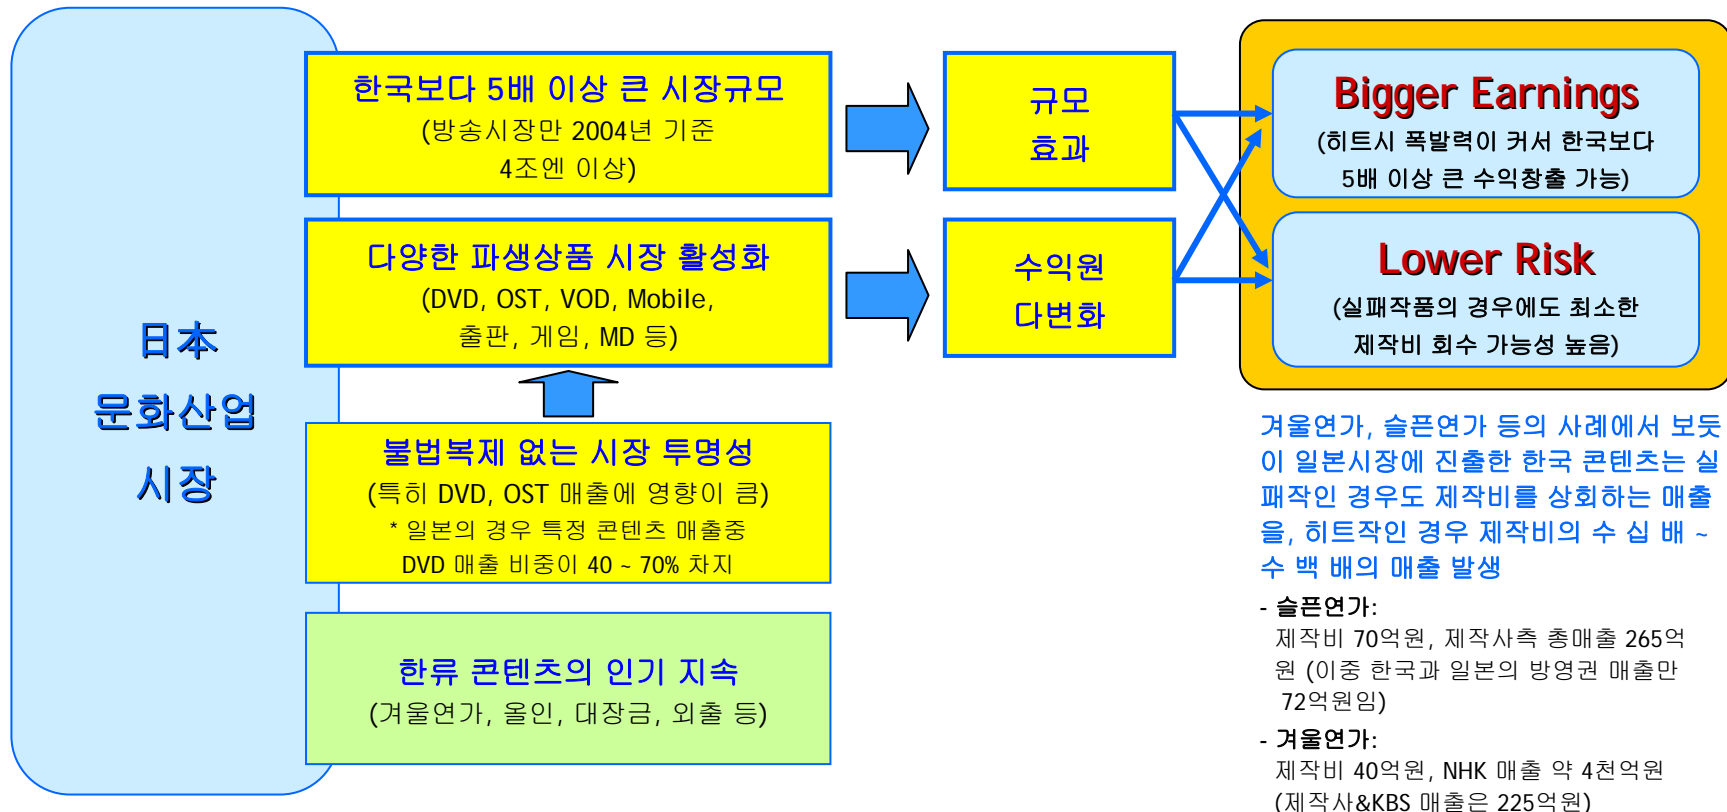 日本
문화산업
시장
한국보다 5배 이상 큰 시장규모
(방송시장만 2004년 기준
4조엔 이상)
다양한 파생상품 시장 활성화
(DVD, OST, VOD, Mobile,
출판, 게임, MD 등)
불법복제 없는 시장 투명성
(특히 DVD, OST 매출에 영향이 큼)
* 일본의 경우 특정 콘텐츠 매출중
DVD 매출 비중이 40 ~ 70% 차지
한류 콘텐츠의 인기 지속
(겨울연가, 올인, 대장금, 외출 등)
규모
효과
수익원
다변화
Bigger Earnings
(히트시 폭발력이 커서 한국보다
5배 이상 큰 수익창출 가능)
Lower Risk
(실패작품의 경우에도 최소한
제작비 회수 가능성 높음)
겨울연가, 슬픈연가 등의 사례에서 보듯
이 일본시장에 진출한 한국 콘텐츠는 실
패작인 경우도 제작비를 상회하는 매출
을, 히트작인 경우 제작비의 수 십 배 ~
수 백 배의 매출 발생
- 슬픈연가:
제작비 70억원, 제작사측 총매출 265억
원 (이중 한국과 일본의 방영권 매출만
72억원임)
- 겨울연가:
제작비 40억원, NHK 매출 약 4천억원
(제작사&KBS 매출은 225억원)